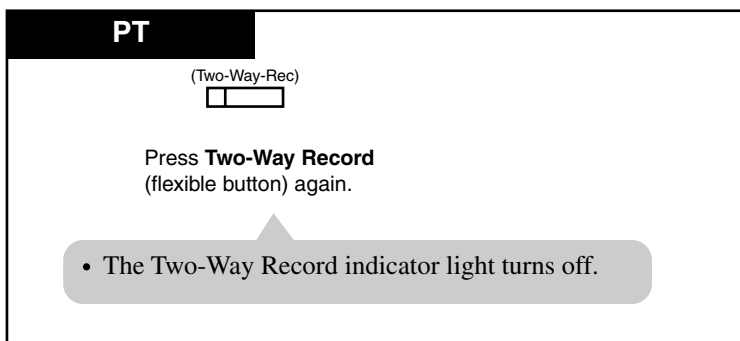 PT
(Two-Way-Rec)
Press Two-Way Record
(flexible button) again.
• The Two-Way Record indicator light turns off.